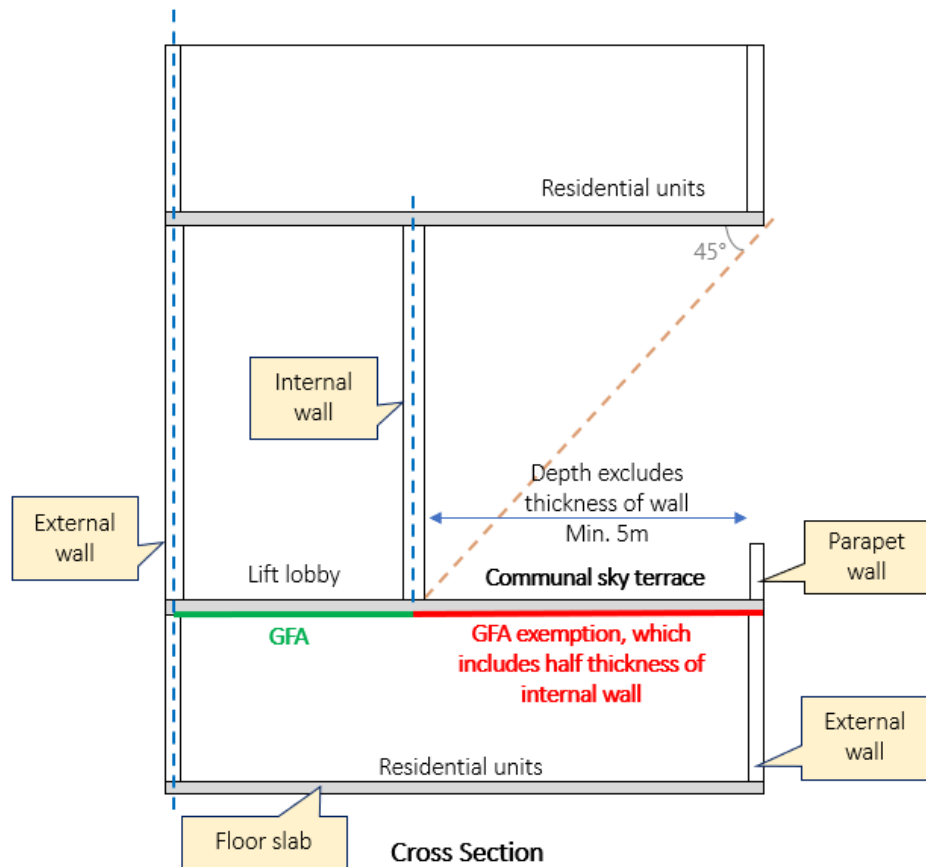 Residential units
45°
Internal
wall
Depth excludes
thickness of wall
Min. 5m
External
wall
Parapet
wall
Lift lobby
Communal sky terrace
GFA
GFA exemption, which
includes half thickness of
internal wall
External
wall
Residential units
Floor slab
Cross Section